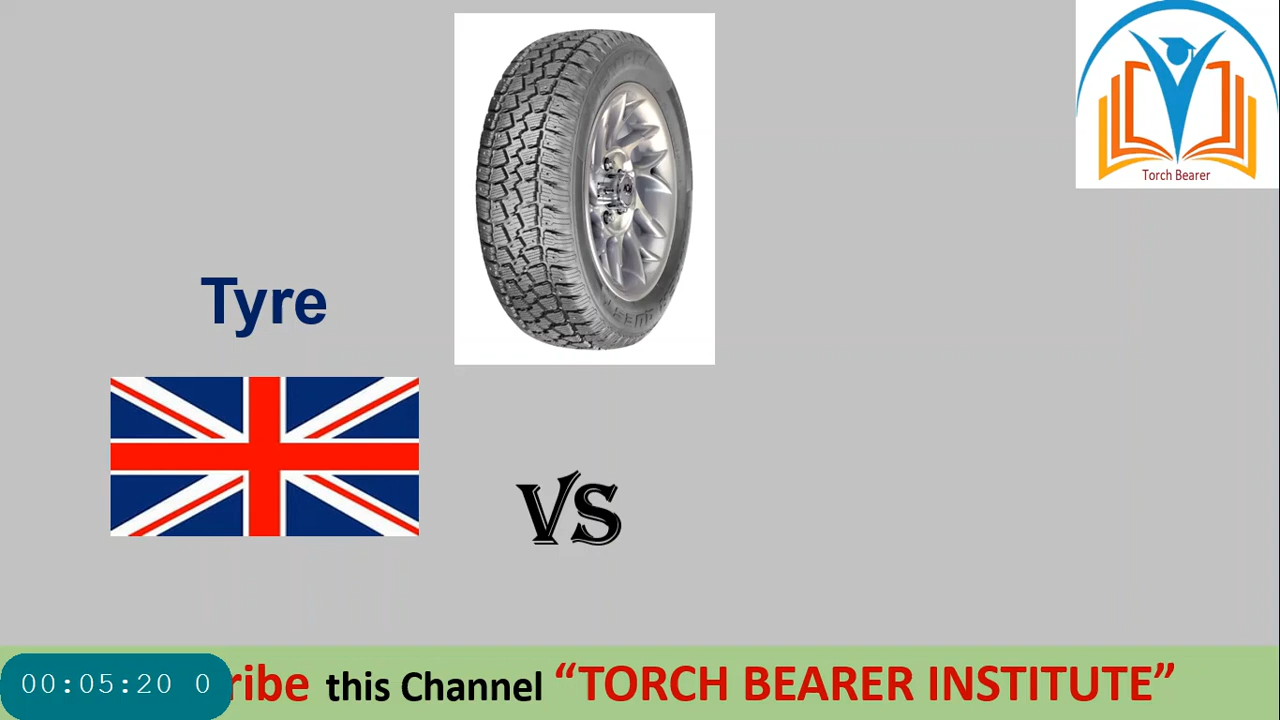 Torch Bearer
Tyre
VS
ribe this Channel “TORCH BEARER INSTITUTE”
00:05:20 0